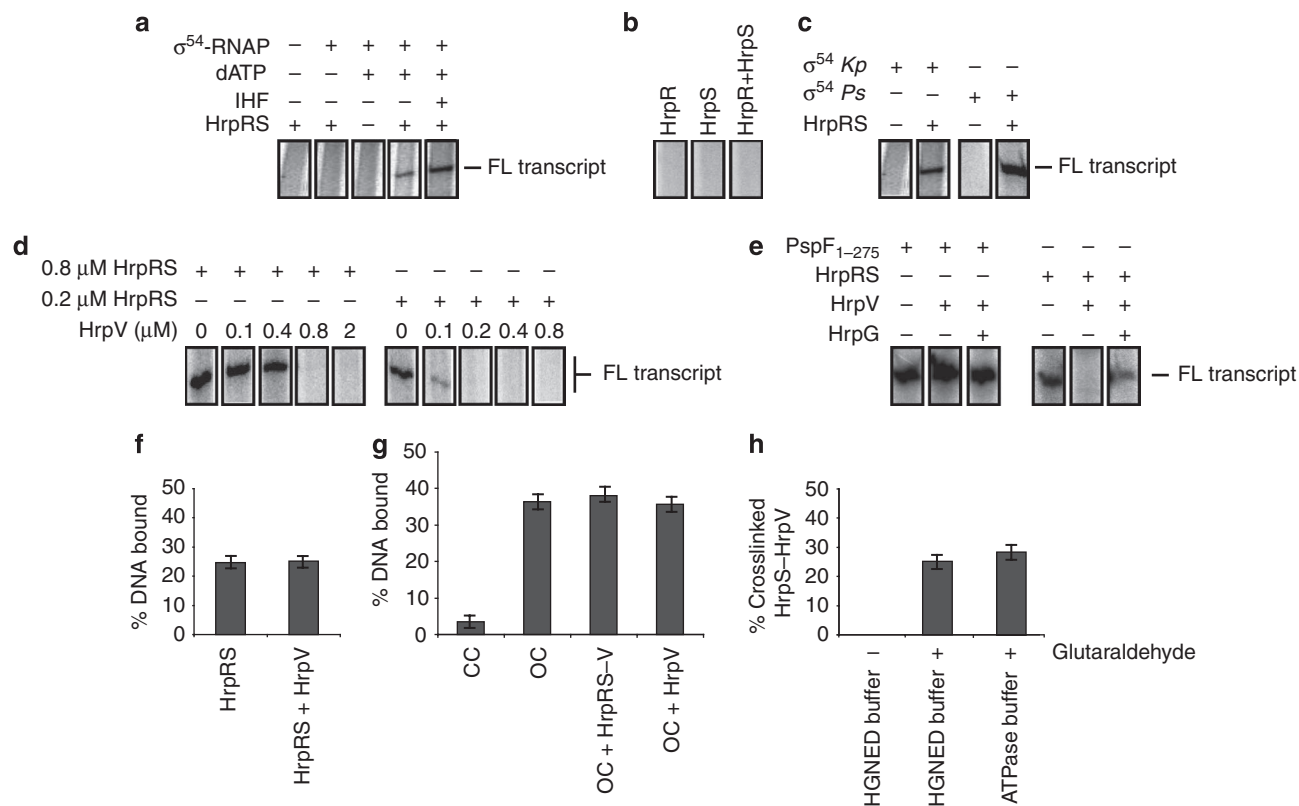 a
σ54-RNAP – + + + +
dATP – – + + +
IHF – – – – +
HrpRS + + – + +
FL transcript
b
HrpR
HrpS
HrpR+HrpS
c
σ54 Kp + + – –
σ54 Ps – – + +
HrpRS – + – +
FL transcript
d
0.8 μM HrpRS + + + + + – – – – –
0.2 μM HrpRS – – – – – + + + + +
HrpV (μM) 0 0.1 0.4 0.8 2 0 0.1 0.2 0.4 0.8
FL transcript
e
PspF1–275 + + + – – –
HrpRS – – – + + +
HrpV – + + – + +
HrpG – – + – – +
FL transcript
f
% DNA bound
50
40
30
20
10
0
HrpRS
HrpRS + HrpV
g
% DNA bound
50
40
30
20
10
0
CC
OC
OC + HrpRS–V
OC + HrpV
h
% Crosslinked
HrpS–HrpV
50
40
30
20
10
0
– + + Glutaraldehyde
HGNED buffer
HGNED buffer
ATPase buffer